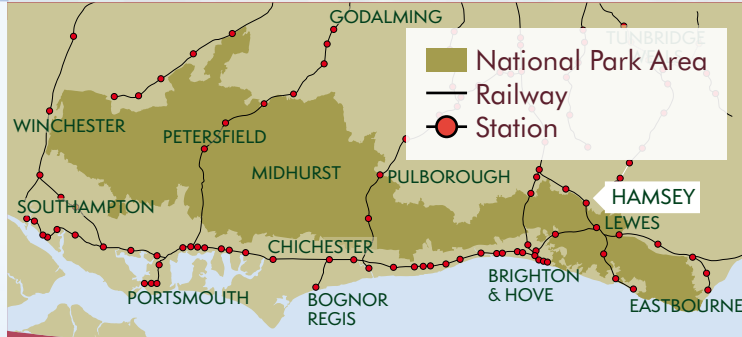 GODALMING
TUNBRIDGE
WELLS
National Park Area
Railway
Station
WINCHESTER
PETERSFIELD
MIDHURST
PULBOROUGH
HAMSEY
SOUTHAMPTON
LEWES
CHICHESTER
BRIGHTON
& HOVE
PORTSMOUTH
BOGNOR
REGIS
EASTBOURNE